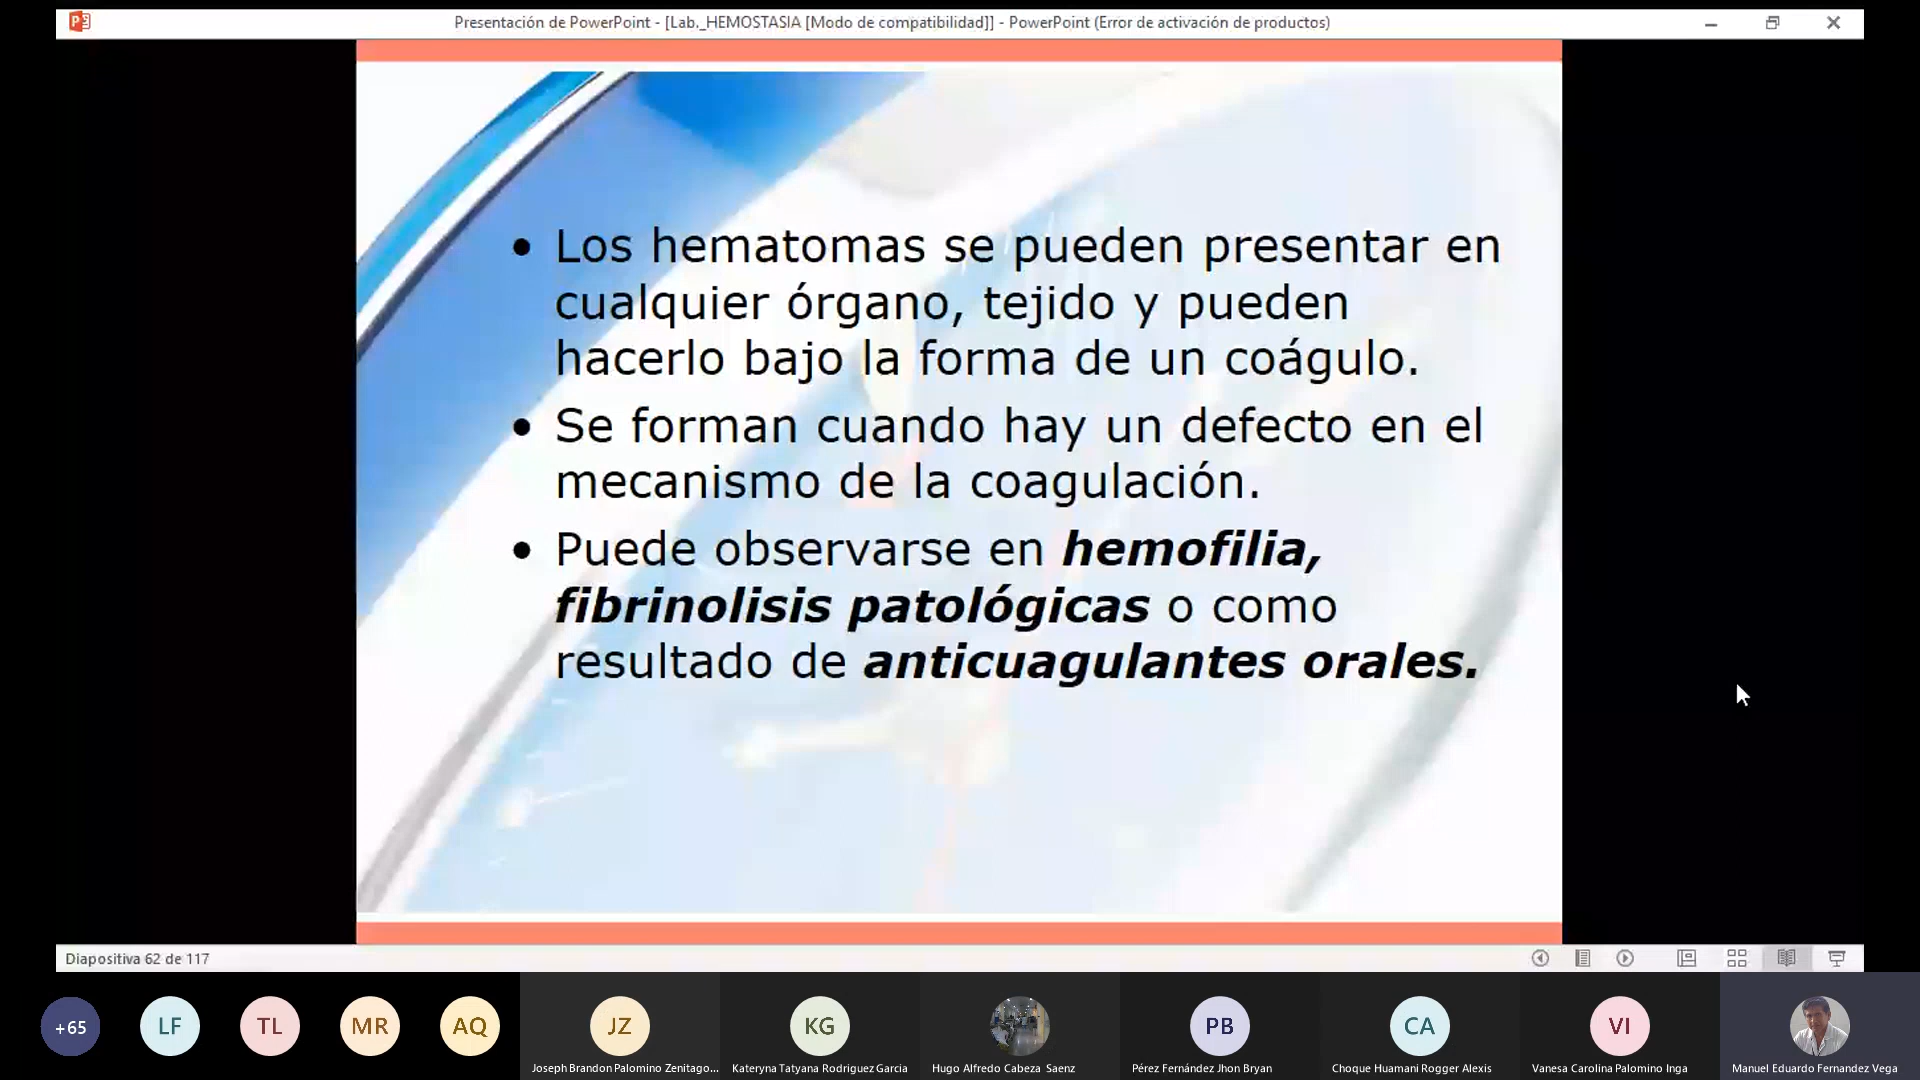 Presentación de PowerPoint - [Lab._HEMOSTASIA [Modo de compatibilidad]] - PowerPoint (Error de activación de productos)
• Los hematomas se pueden presentar en
cualquier órgano, tejido y pueden
hacerlo bajo la forma de un coágulo.
• Se forman cuando hay un defecto en el
mecanismo de la coagulación.
• Puede observarse en hemofilia,
fibrinolisis patológicas o como
resultado de anticuagulantes orales.
Diapositiva 62 de 117
+65
LF
TL
MR
AQ
JZ
KG
PB
CA
VI
Joseph Brandon Palomino Zenitago...
Kateryna Tatyana Rodriguez Garcia
Hugo Alfredo Cabeza Saenz
Pérez Fernández Jhon Bryan
Choque Huamani Rogger Alexis
Vanesa Carolina Palomino Inga
Manuel Eduardo Fernandez Vega